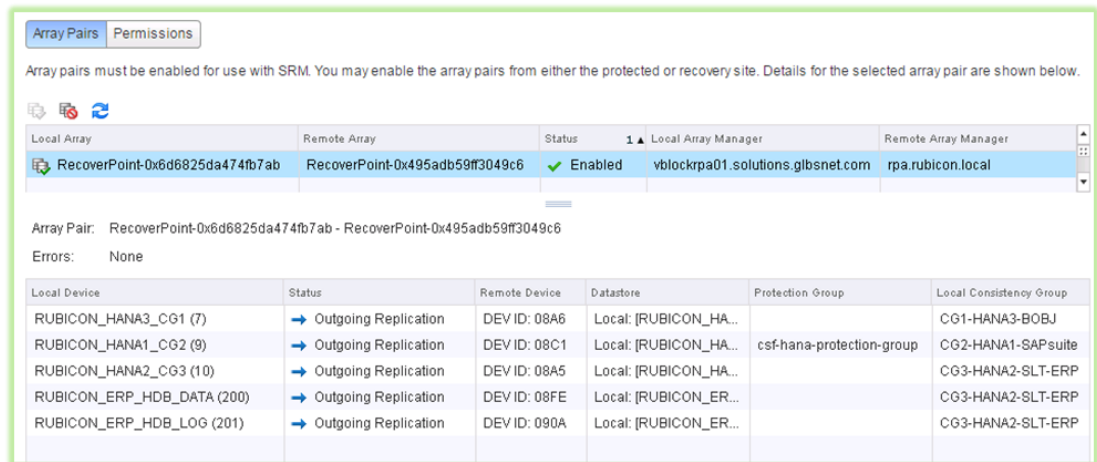 Array Pairs Permissions
Array pairs must be enabled for use with SRM. You may enable the array pairs from either the protected or recovery site. Details for the selected array pair are shown below.
Local Array Remote Array Status 1 ▲ Local Array Manager Remote Array Manager
RecoverPoint-0x6d6825da474fb7ab RecoverPoint-0x495adb59ff3049c6 Enabled vblockrpa01.solutions.glbsnet.com rpa.rubicon.local
Array Pair: RecoverPoint-0x6d6825da474fb7ab - RecoverPoint-0x495adb59ff3049c6
Errors: None
Local Device Status Remote Device Datastore Protection Group Local Consistency Group
RUBICON_HANA3_CG1 (7) Outgoing Replication DEV ID: 08A6 Local: [RUBICON_HA... CG1-HANA3-BOBJ
RUBICON_HANA1_CG2 (9) Outgoing Replication DEV ID: 08C1 Local: [RUBICON_HA... csf-hana-protection-group CG2-HANA1-SAPsuite
RUBICON_HANA2_CG3 (10) Outgoing Replication DEV ID: 08A5 Local: [RUBICON_HA... CG3-HANA2-SLT-ERP
RUBICON_ERP_HDB_DATA (200) Outgoing Replication DEV ID: 08FE Local: [RUBICON_ER... CG3-HANA2-SLT-ERP
RUBICON_ERP_HDB_LOG (201) Outgoing Replication DEV ID: 090A Local: [RUBICON_ER... CG3-HANA2-SLT-ERP